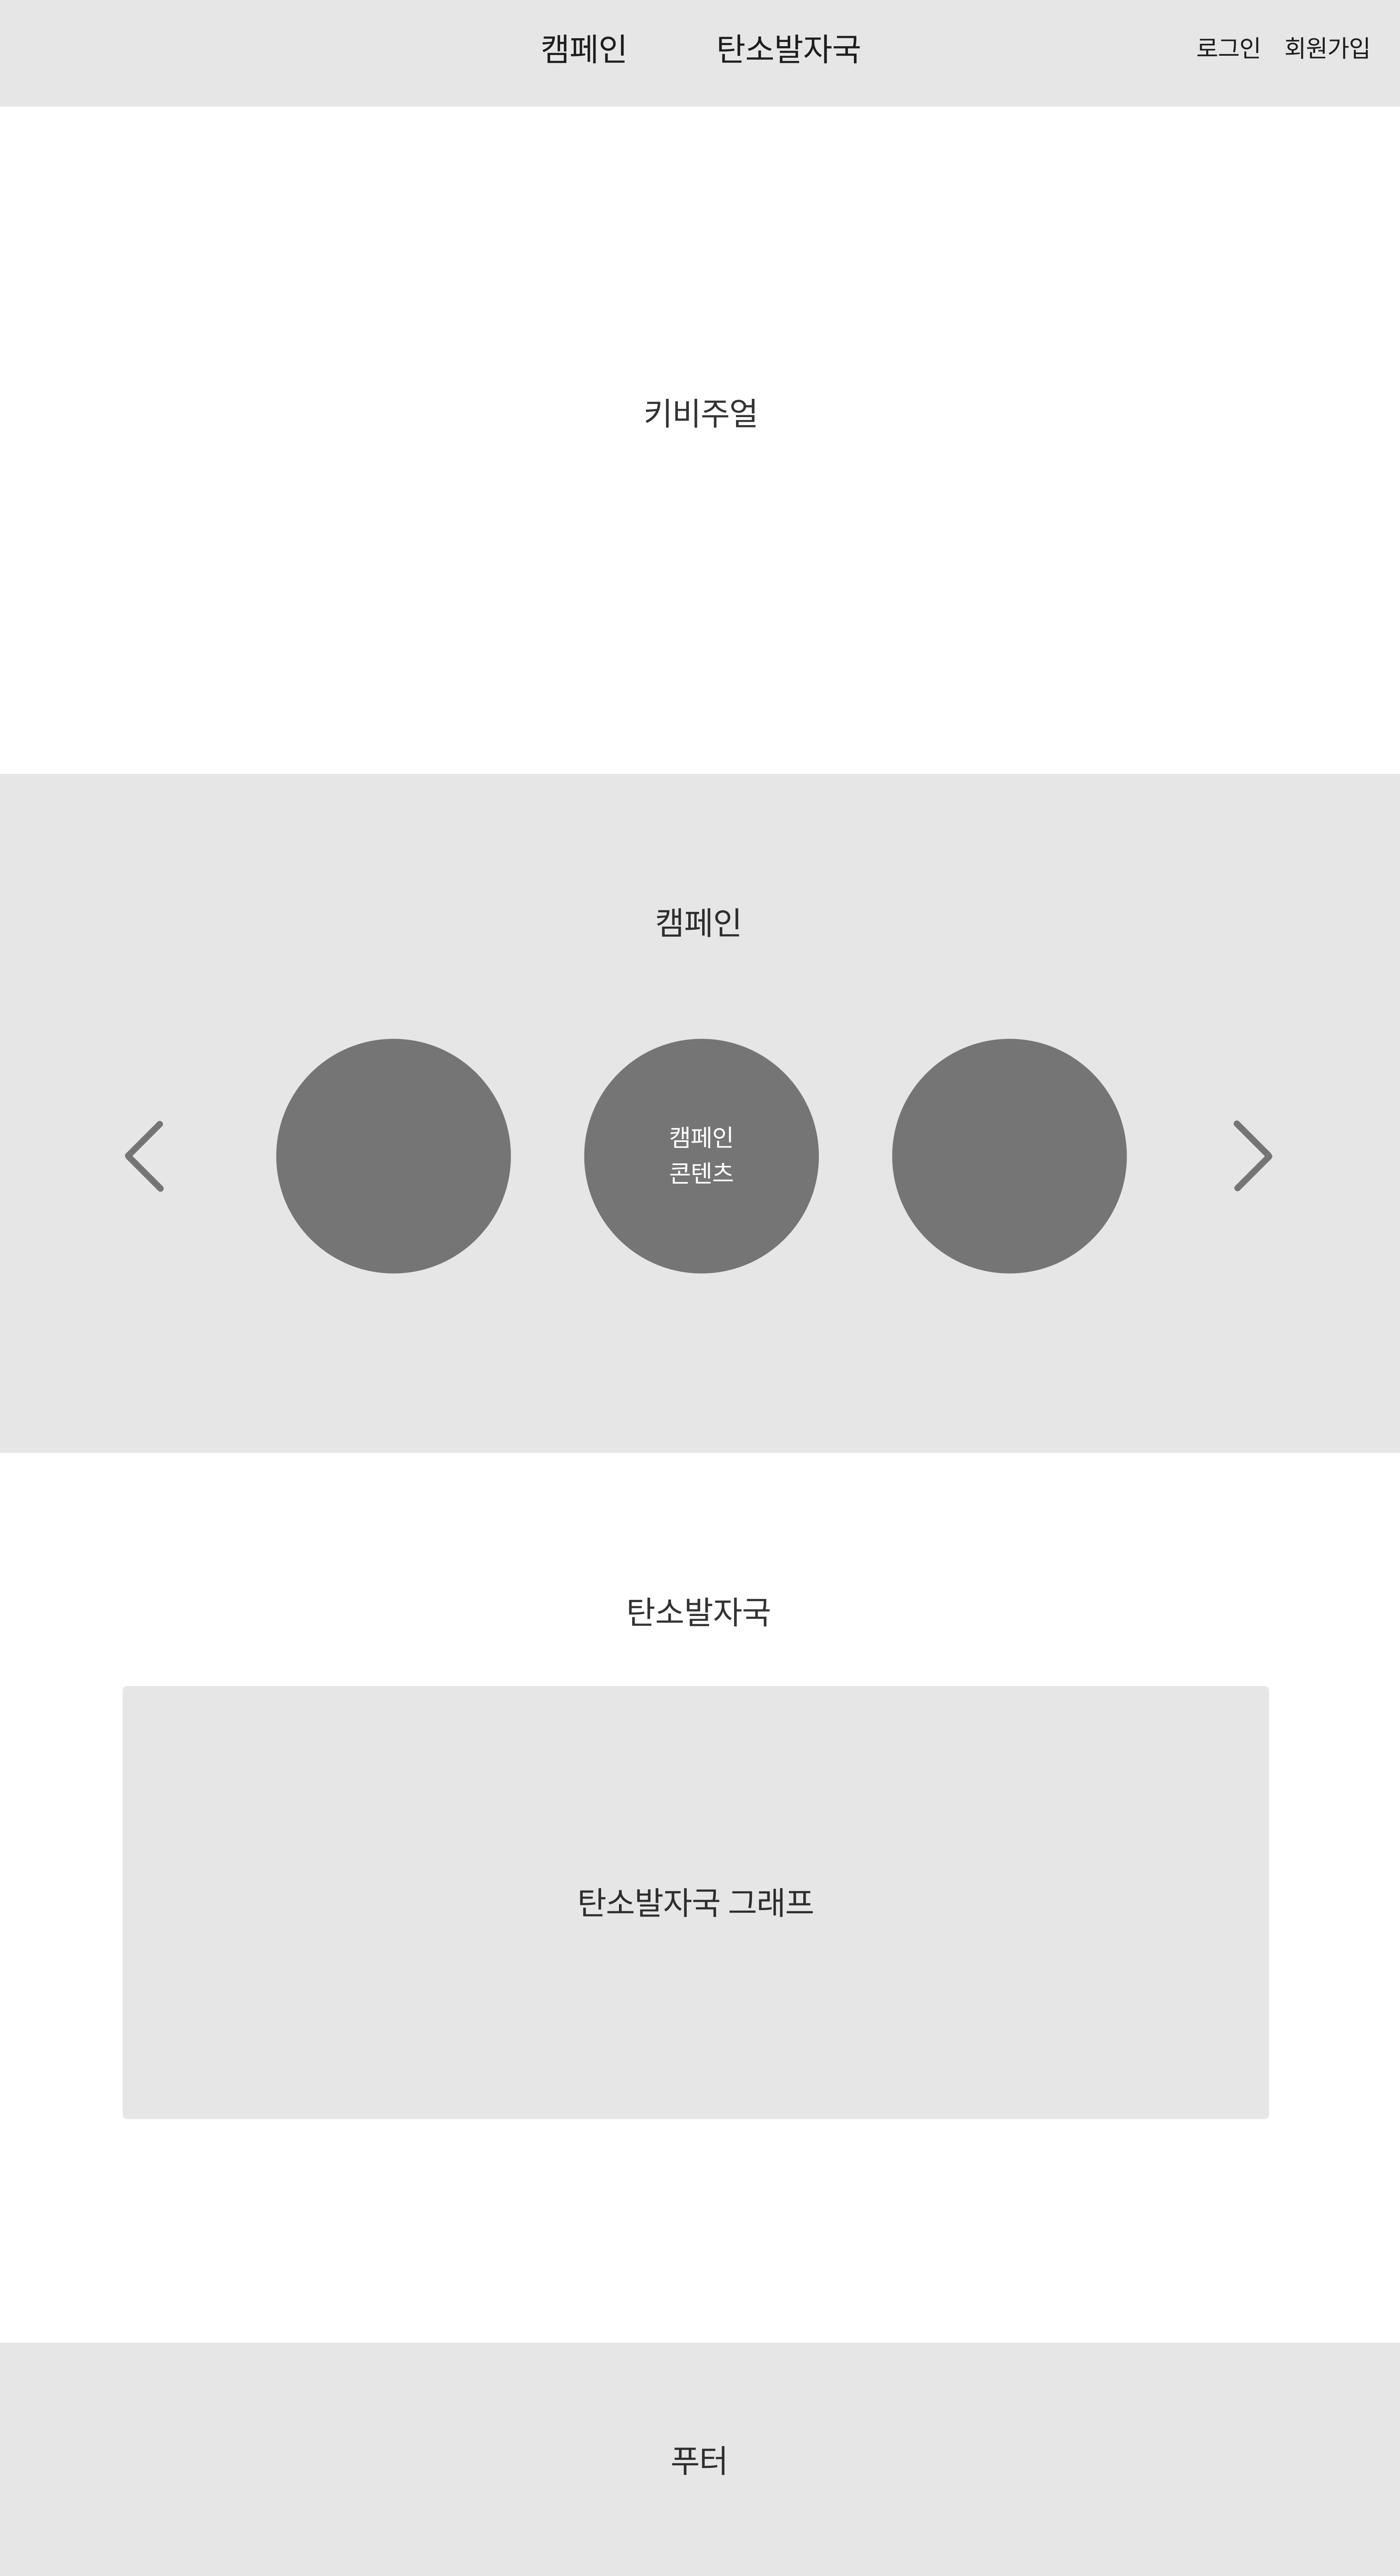 캠페인 탄소발자국 로그인 회원가입
키비주얼
캠페인
캠페인
콘텐츠
탄소발자국
탄소발자국 그래프
푸터